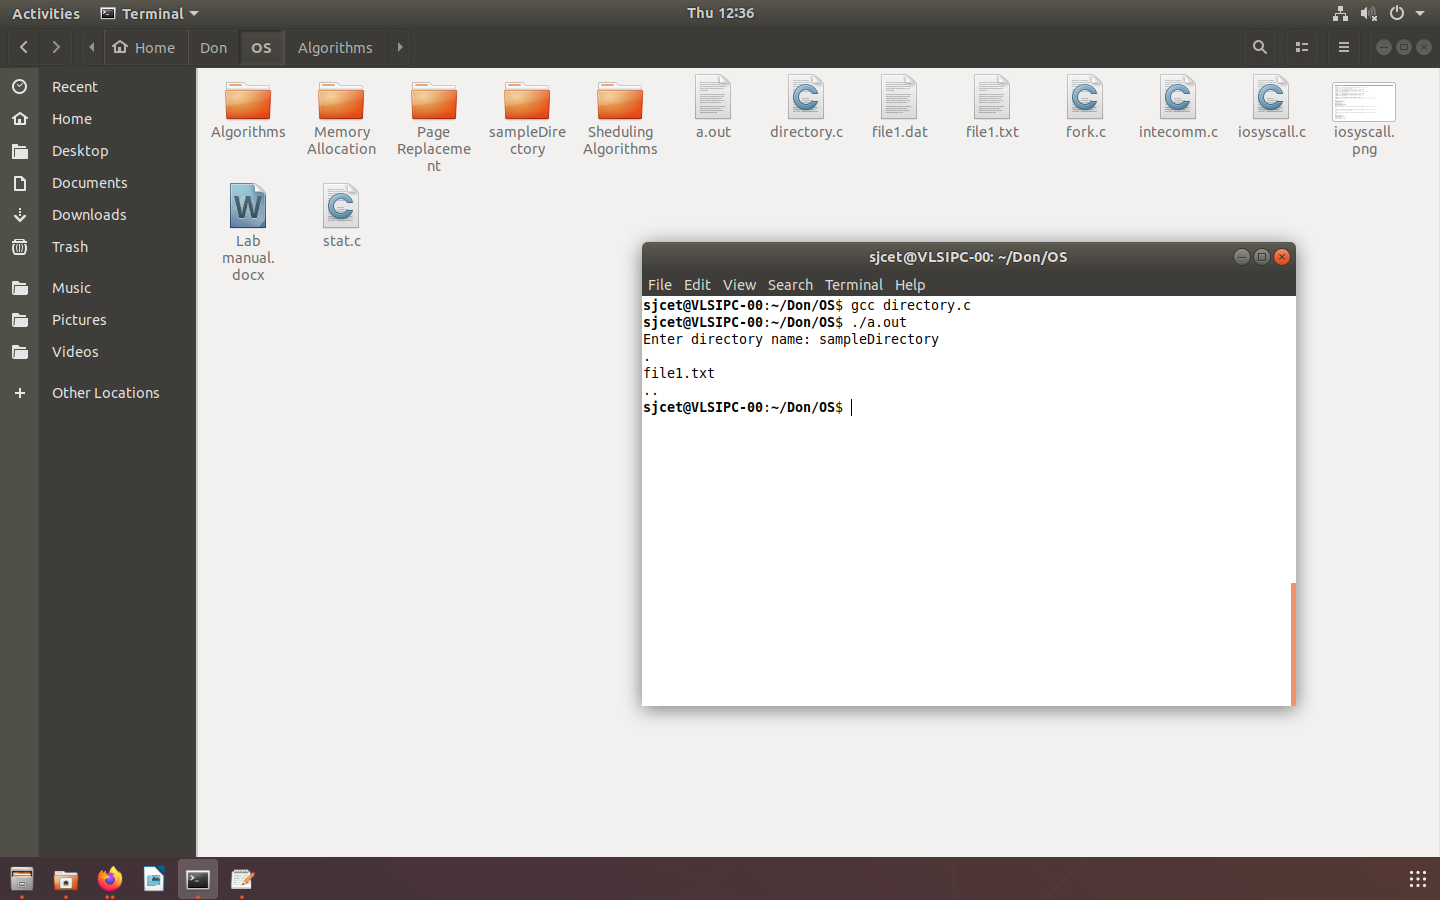 Activities Terminal Thu 12:36
Home Don OS Algorithms
Recent
Home
Desktop
Documents
Downloads
Trash
Music
Pictures
Videos
Other Locations
Algorithms
Memory
Allocation
Page
Replaceme
nt
sampleDire
ctory
Sheduling
Algorithms
a.out
directory.c
file1.dat
file1.txt
fork.c
intecomm.c
iosyscall.c
iosyscall.
png
Lab
manual.
docx
stat.c
sjcet@VLSIPC-00: ~/Don/OS
File Edit View Search Terminal Help
sjcet@VLSIPC-00:~/Don/OS$ gcc directory.c
sjcet@VLSIPC-00:~/Don/OS$ ./a.out
Enter directory name: sampleDirectory
.
file1.txt
..
sjcet@VLSIPC-00:~/Don/OS$